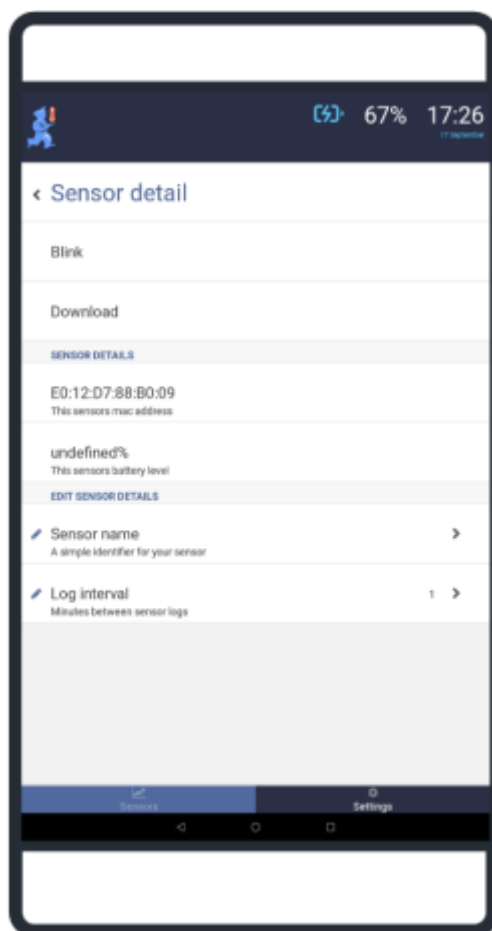 67% 17:26
17 September
Sensor detail
Blink
Download
SENSOR DETAILS
E0:12:D7:88:B0:09
This sensors mac address
undefined%
This sensors battery level
EDIT SENSOR DETAILS
Sensor name
A simple identifier for your sensor
Log interval
1
Minutes between sensor logs
Sensors
Settings